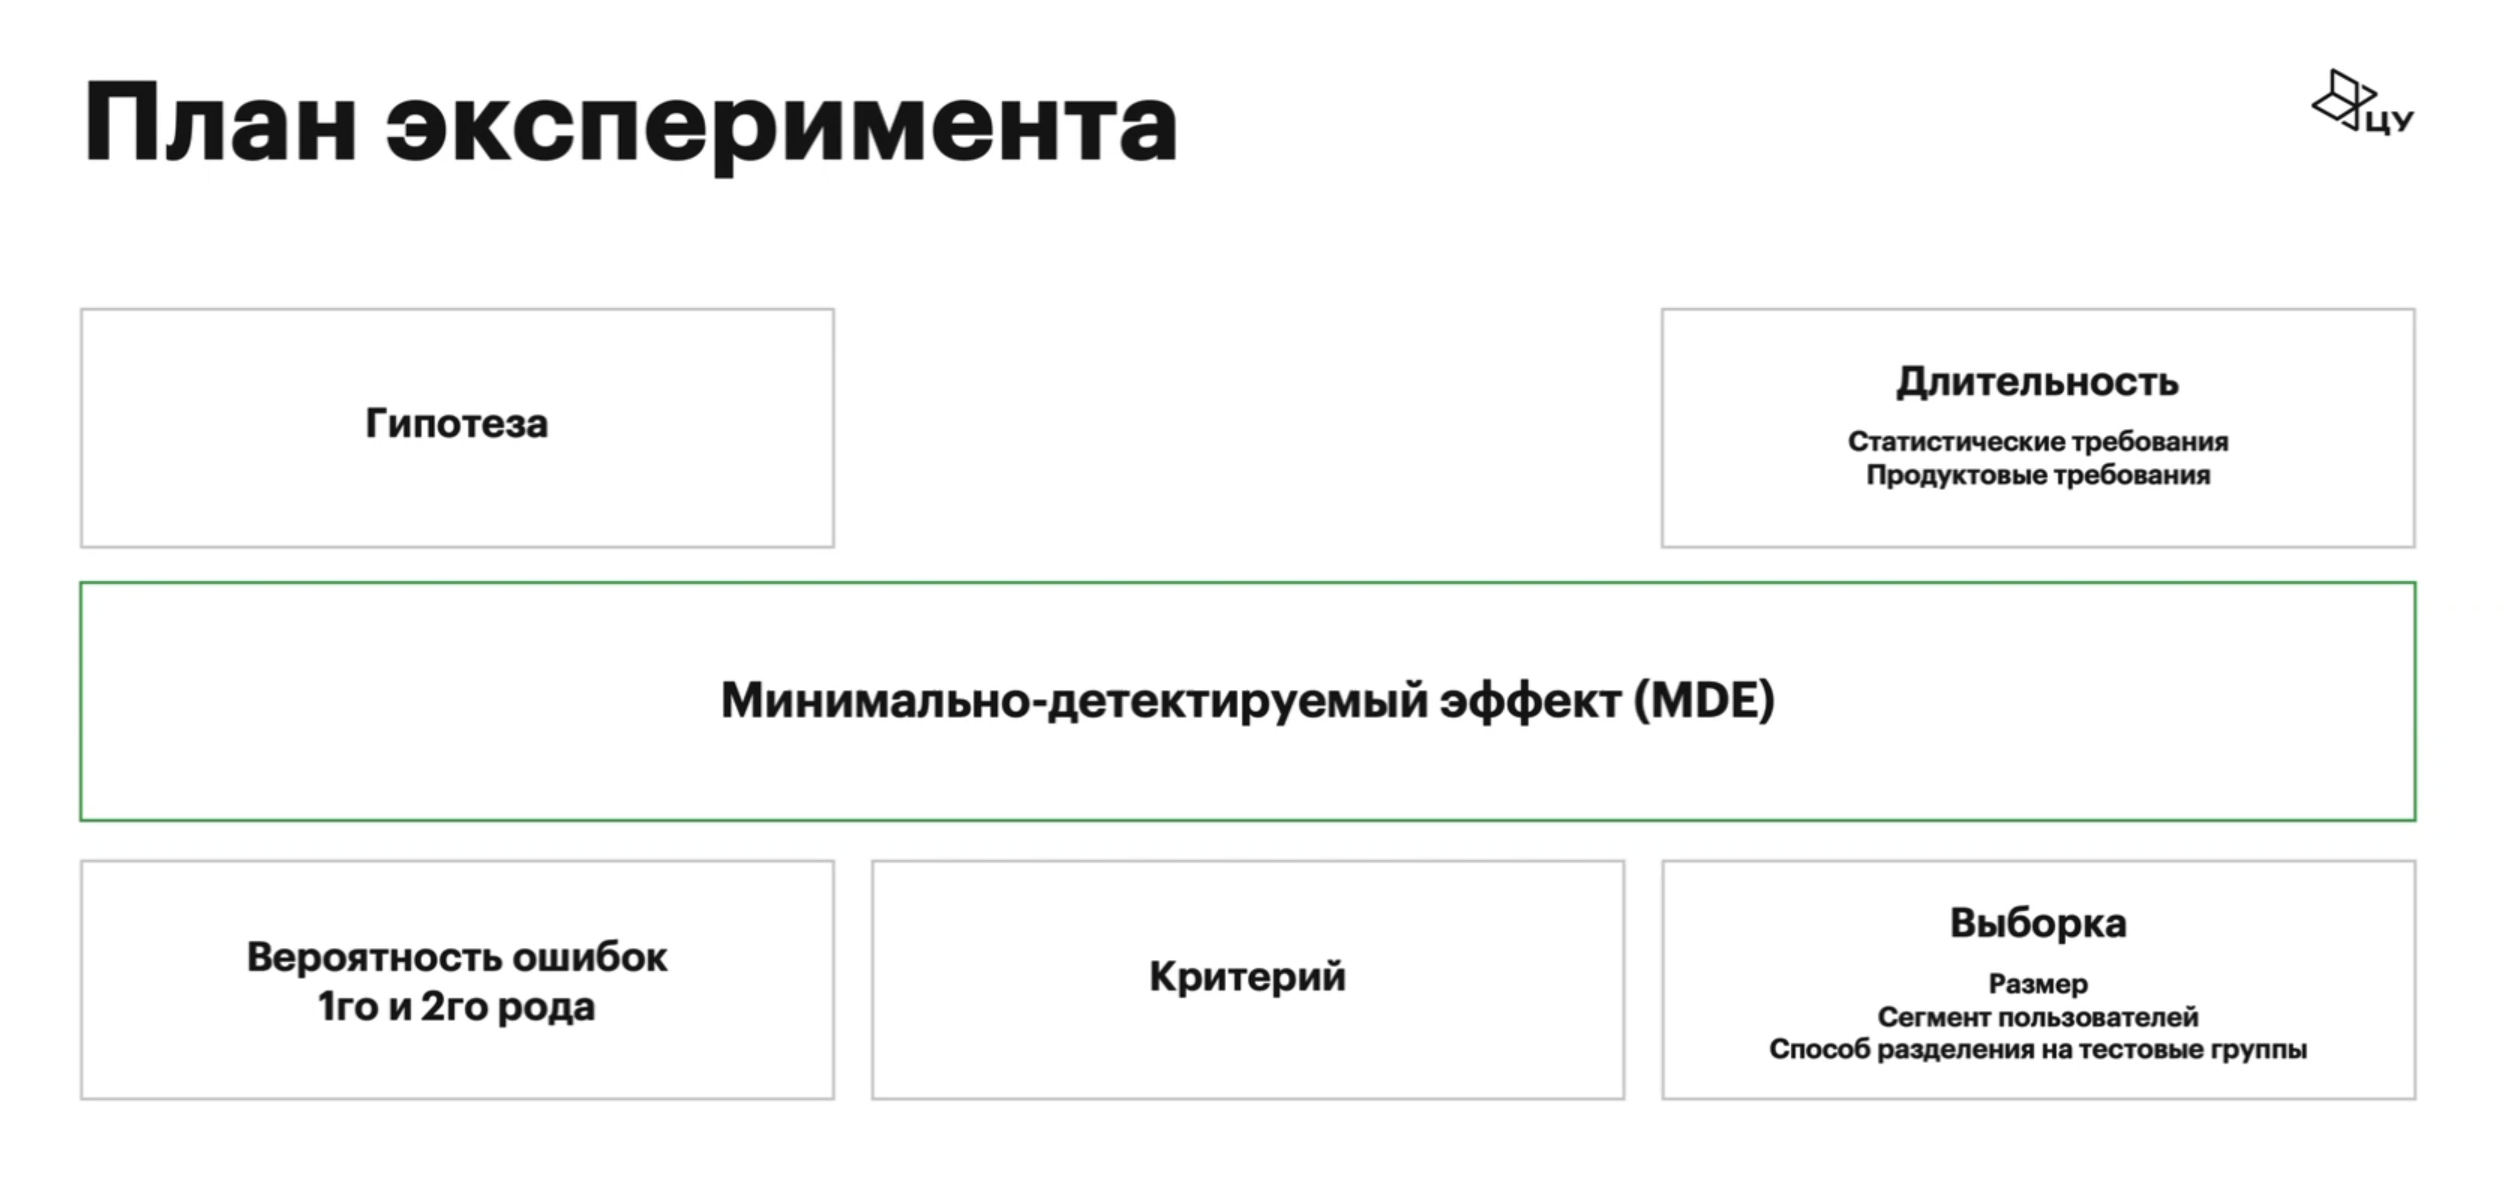 План эксперимента
ЦУ
Гипотеза
Длительность
Статистические требования
Продуктовые требования
Минимально-детектируемый эффект (MDE)
Вероятность ошибок
1го и 2го рода
Критерий
Выборка
Размер
Сегмент пользователей
Способ разделения на тестовые группы